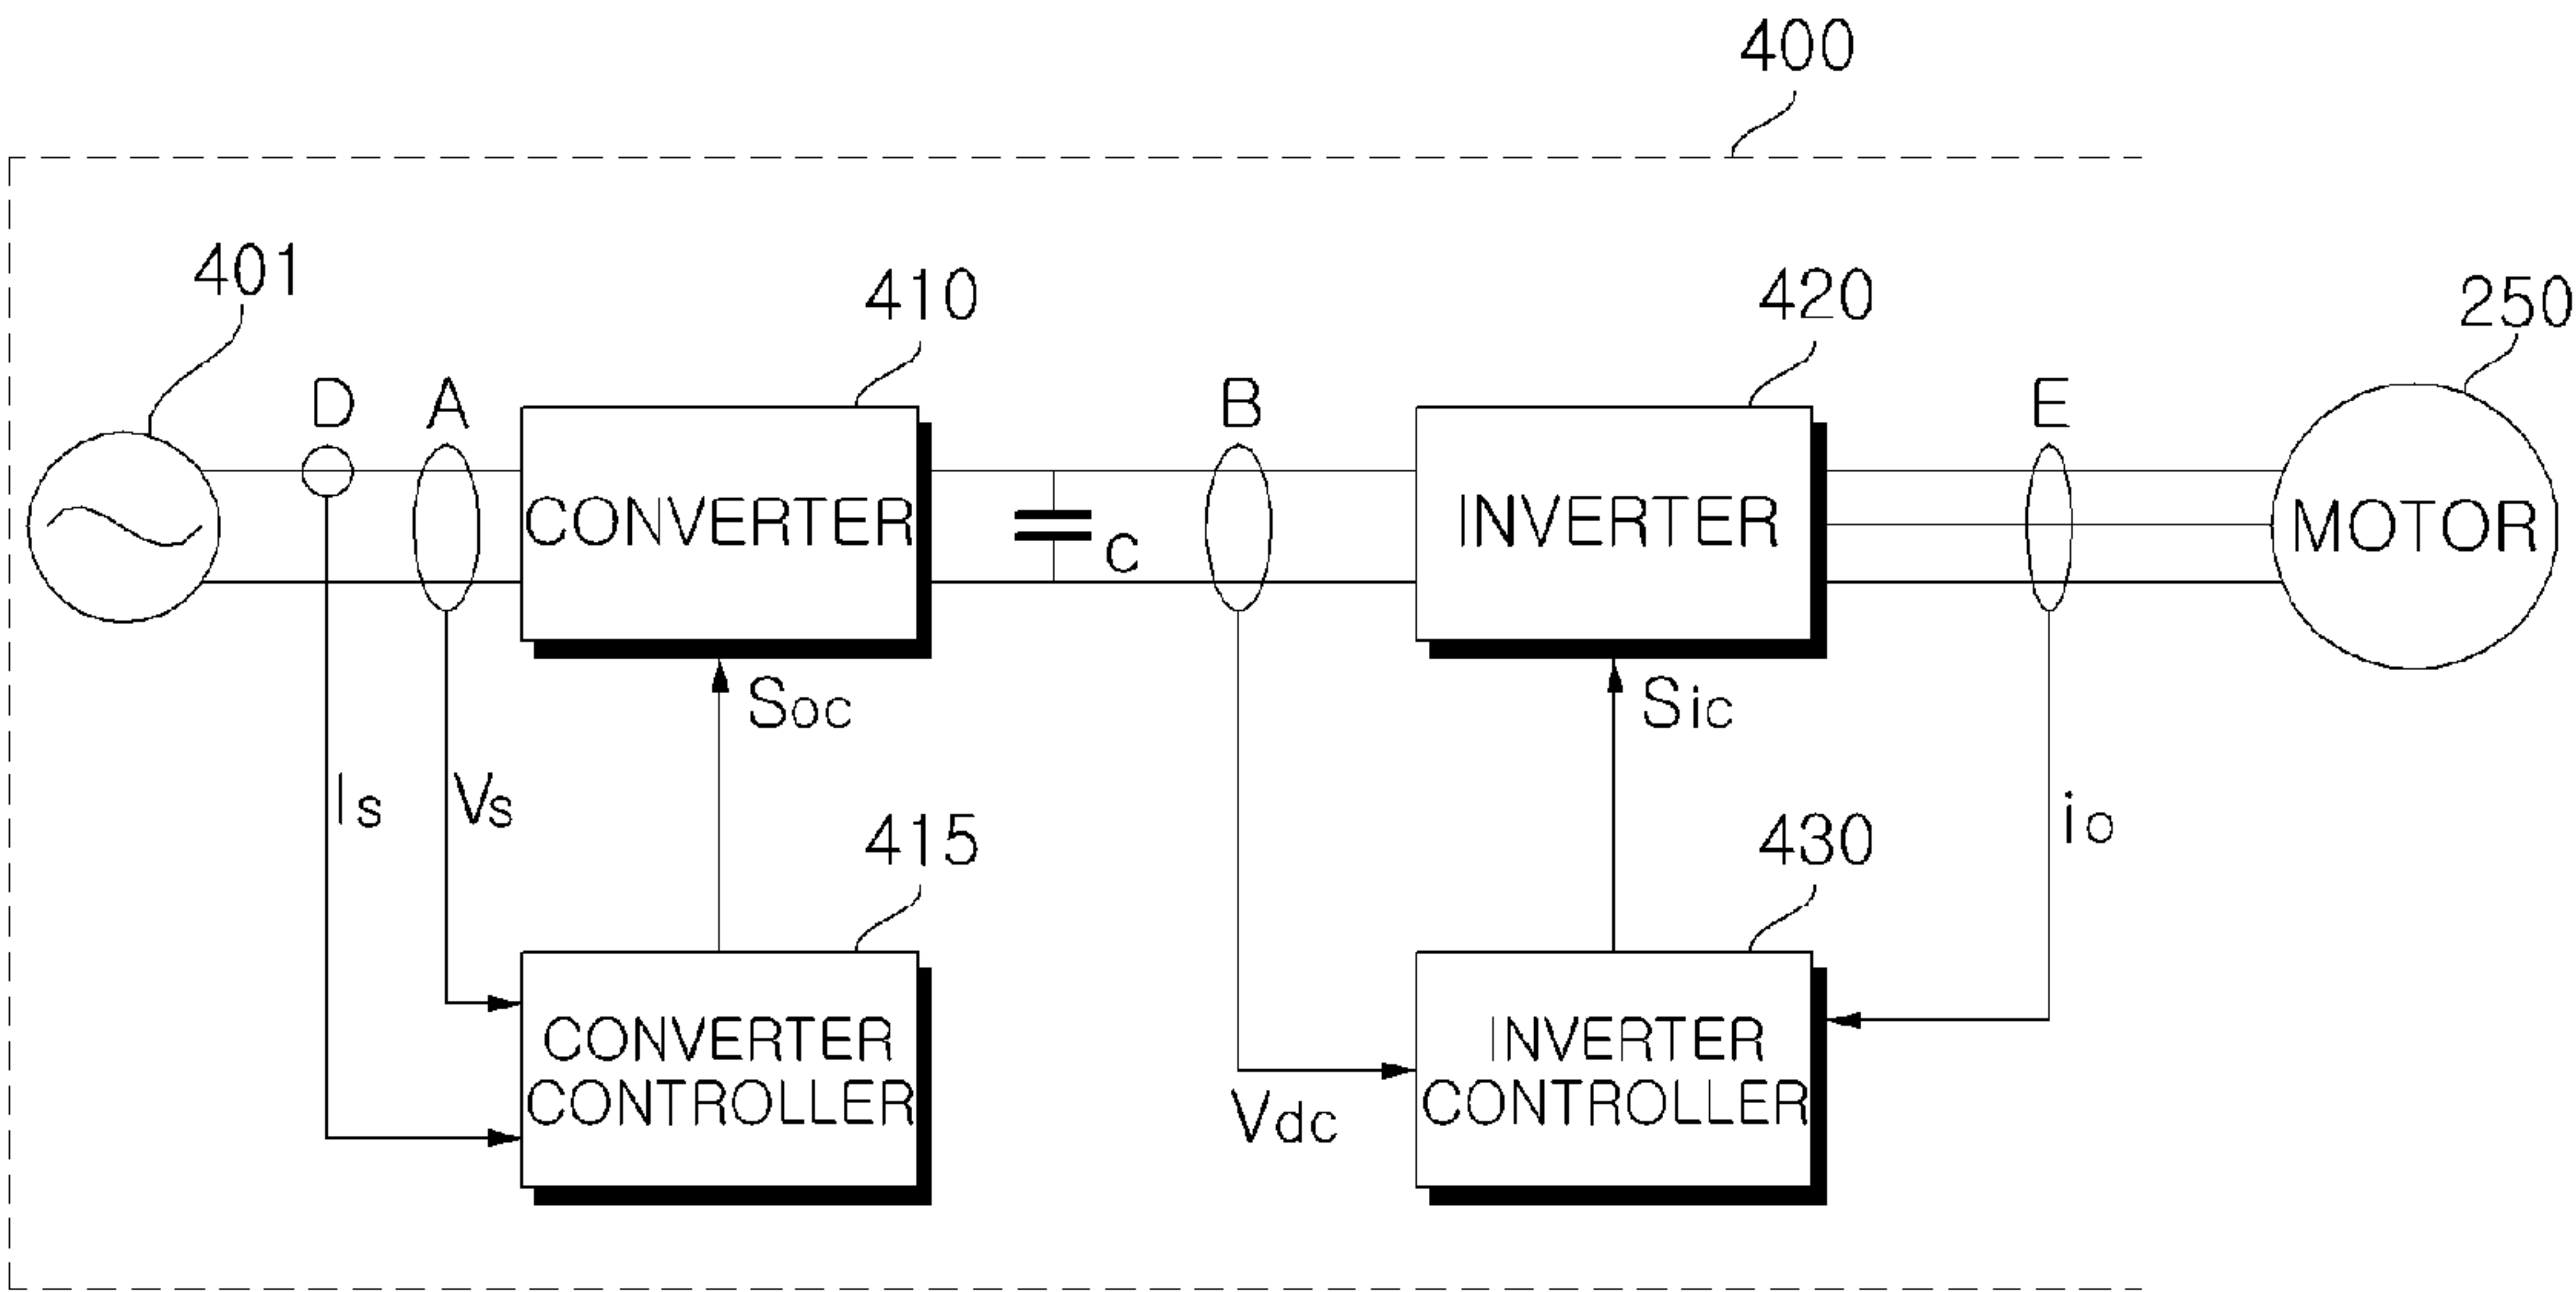 400
401
410
420
250
D
A
B
E
CONVERTER
C
INVERTER
MOTOR
Soc
Sic
Is
Vs
io
415
430
CONVERTER
CONTROLLER
Vdc
INVERTER
CONTROLLER